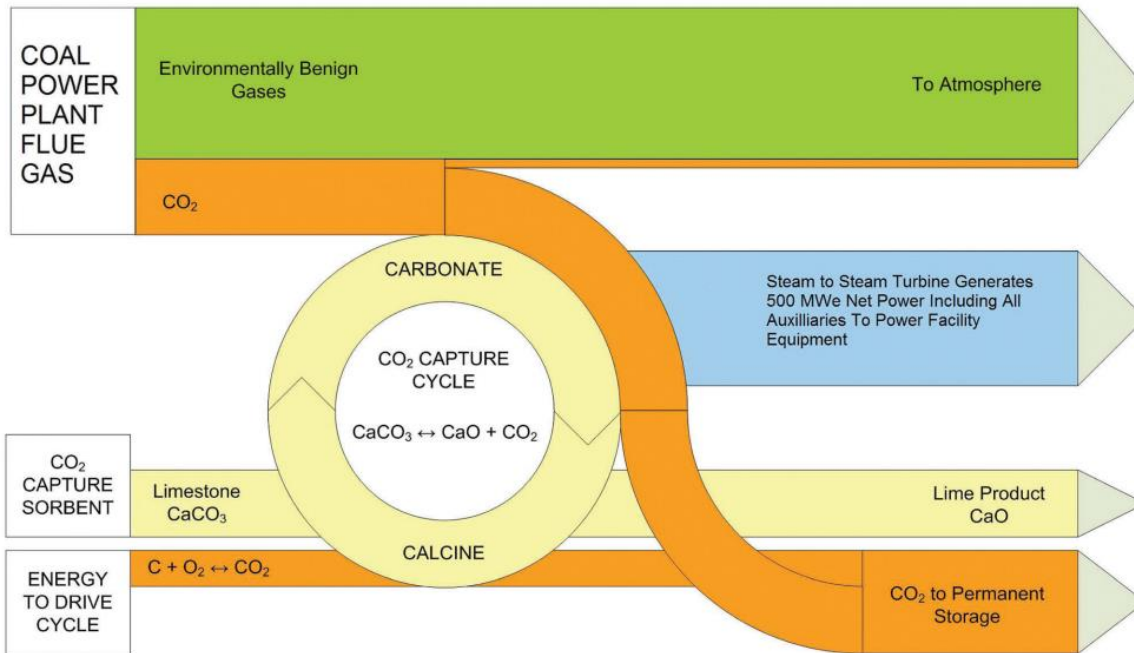 COAL
POWER
PLANT
FLUE
GAS
Environmentally Benign
Gases
To Atmosphere
CO₂
CARBONATE
Steam to Steam Turbine Generates
500 MWe Net Power Including All
Auxilliaries To Power Facility
Equipment
CO₂ CAPTURE
CYCLE
CaCO₃ ↔ CaO + CO₂
CO₂
CAPTURE
SORBENT
Limestone
CaCO₃
Lime Product
CaO
CALCINE
ENERGY
TO DRIVE
CYCLE
C + O₂ ↔ CO₂
CO₂ to Permanent
Storage